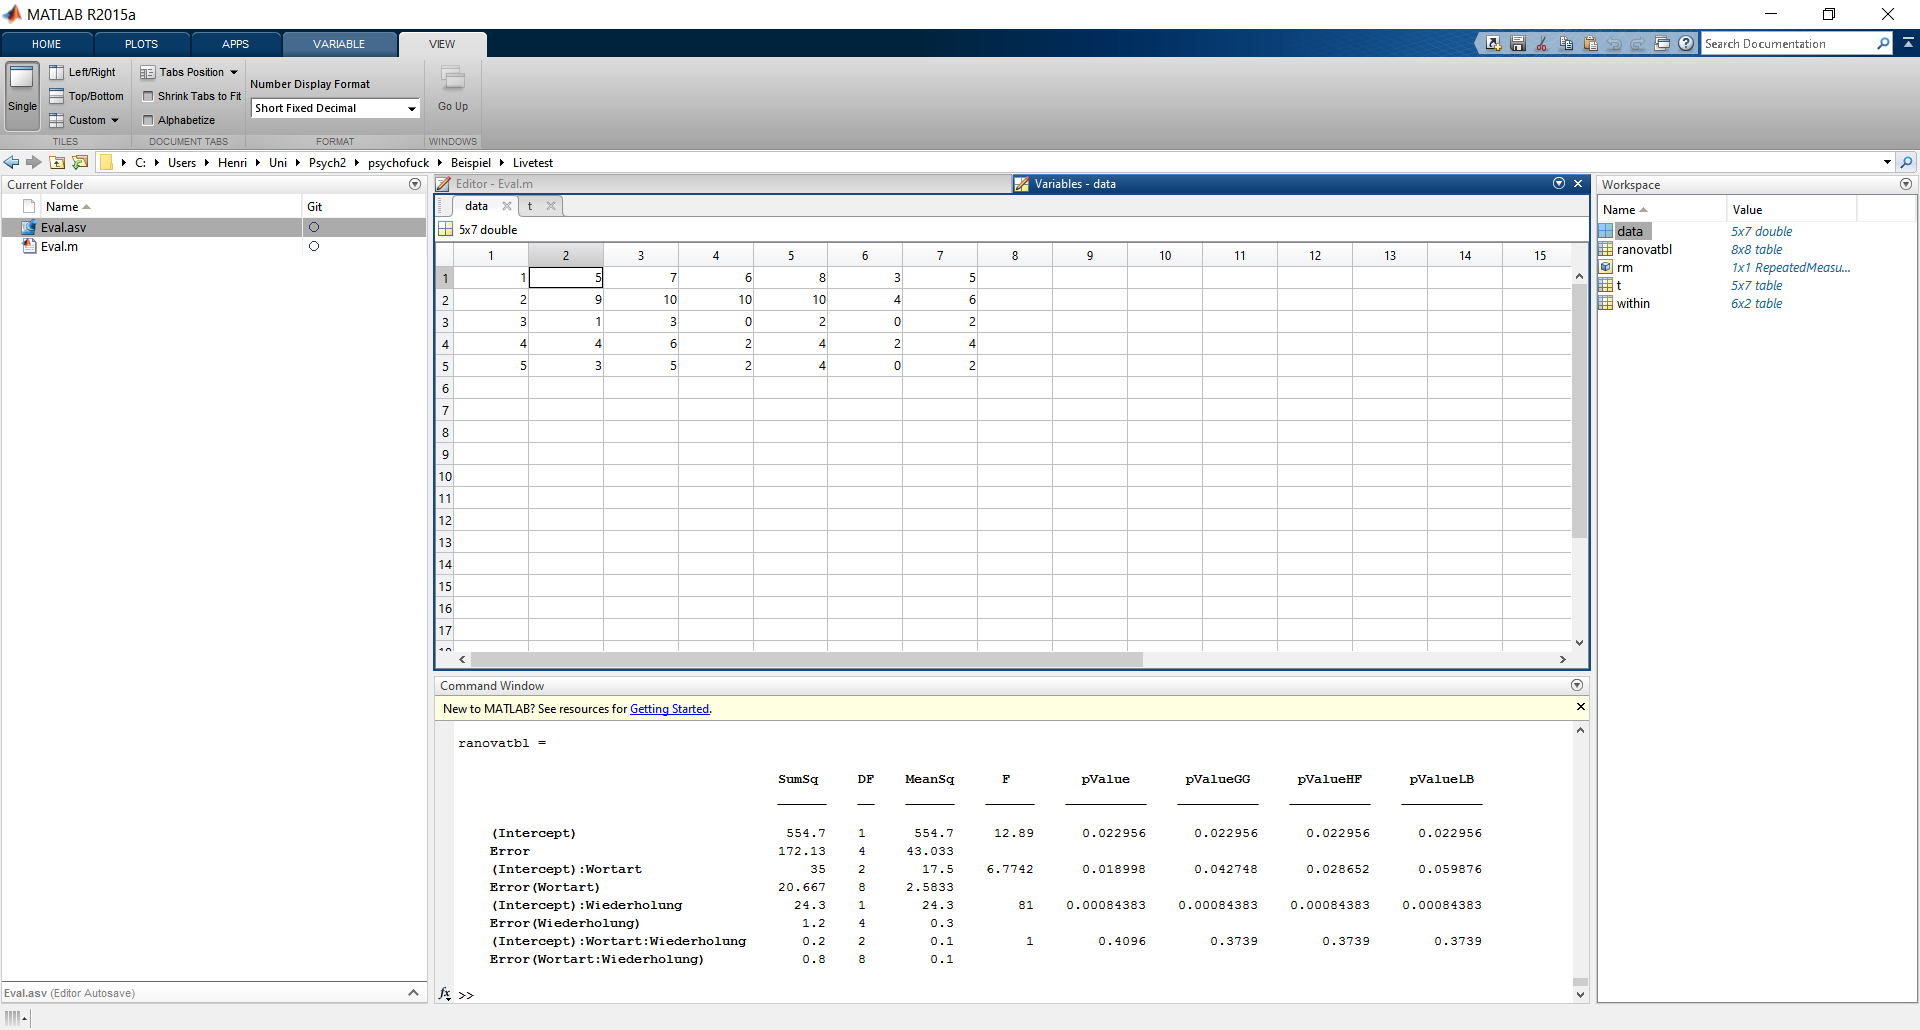 MATLAB R2015a
HOME PLOTS APPS VARIABLE VIEW Search Documentation
Single Left/Right Top/Bottom Custom
TILES
Tabs Position Shrink Tabs to Fit Alphabetize
DOCUMENT TABS
Number Display Format
Short Fixed Decimal
FORMAT
Go Up
WINDOWS
C: Users Henri Uni Psych2 psychofuck Beispiel Livetest
Current Folder
Name Git
Eval.asv
Eval.m
Eval.asv (Editor Autosave)
Editor - Eval.m Variables - data
data t
5x7 double
1 2 3 4 5 6 7 8 9 10 11 12 13 14 15
1 1 5 7 6 8 3 5
2 2 9 10 10 10 4 6
3 3 1 3 0 2 0 2
4 4 4 6 2 4 2 4
5 5 3 5 2 4 0 2
6
7
8
9
10
11
12
13
14
15
16
17
Command Window
New to MATLAB? See resources for Getting Started.
ranovatbl =
SumSq DF MeanSq F pValue pValueGG pValueHF pValueLB
(Intercept) 554.7 1 554.7 12.89 0.022956 0.022956 0.022956 0.022956
Error 172.13 4 43.033
(Intercept):Wortart 35 2 17.5 6.7742 0.018998 0.042748 0.028652 0.059876
Error(Wortart) 20.667 8 2.5833
(Intercept):Wiederholung 24.3 1 24.3 81 0.00084383 0.00084383 0.00084383 0.00084383
Error(Wiederholung) 1.2 4 0.3
(Intercept):Wortart:Wiederholung 0.2 2 0.1 1 0.4096 0.3739 0.3739 0.3739
Error(Wortart:Wiederholung) 0.8 8 0.1
fx >>
Workspace
Name Value
data 5x7 double
ranovatbl 8x8 table
rm 1x1 RepeatedMeasu...
t 5x7 table
within 6x2 table